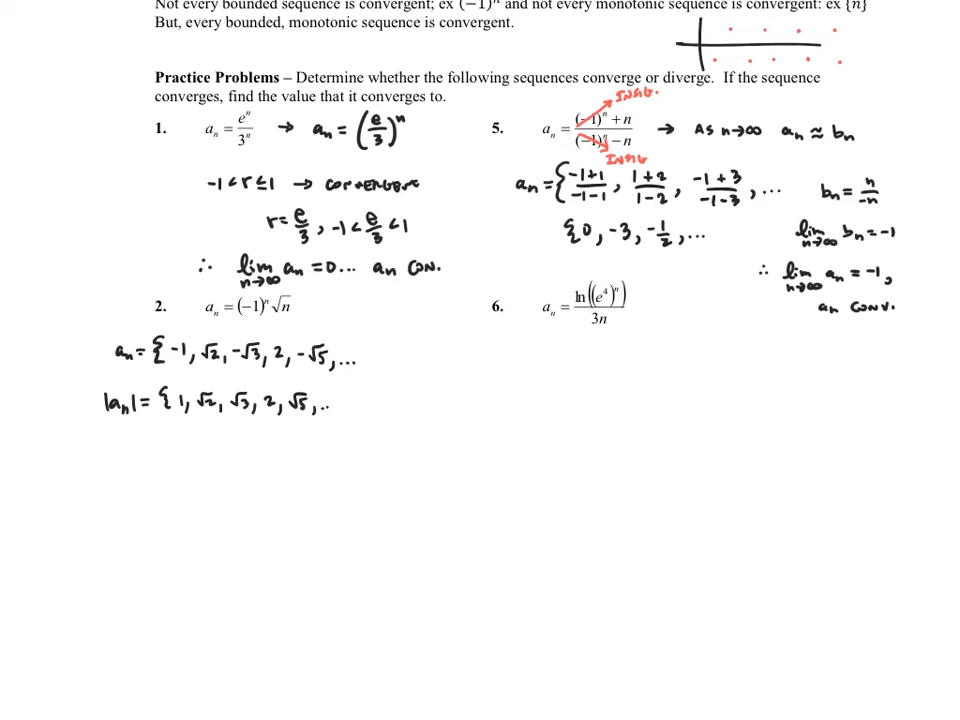 Not every bounded sequence is convergent; ex (−1)^n and not every monotonic sequence is convergent: ex {n}
But, every bounded, monotonic sequence is convergent.
Practice Problems – Determine whether the following sequences converge or diverge. If the sequence
converges, find the value that it converges to.
1. a_n = e^n / 3^n → a_n = (e/3)^n
-1 < r ≤ 1 → convergers
r = e/3, -1 < e/3 < 1
∴ lim n→∞ a_n = 0... a_n con.
2. a_n = (−1)^n √n
a_n = { -1, √2, -√3, 2, -√5, ...
|a_n| = { 1, √2, √3, 2, √5, ..
INSG.
5. a_n = ((−1)^n + n) / ((−1)^n − n) → As n→∞ a_n ≈ b_n
INSG
a_n = { (-1+1)/(-1-1), (1+2)/(1-2), (-1+3)/(-1-3), ... b_n = n/-n
{ 0, -3, -1/2, ... lim n→∞ b_n = -1
∴ lim n→∞ a_n = -1,
a_n conv.
6. a_n = ln((e^4)^n) / 3n